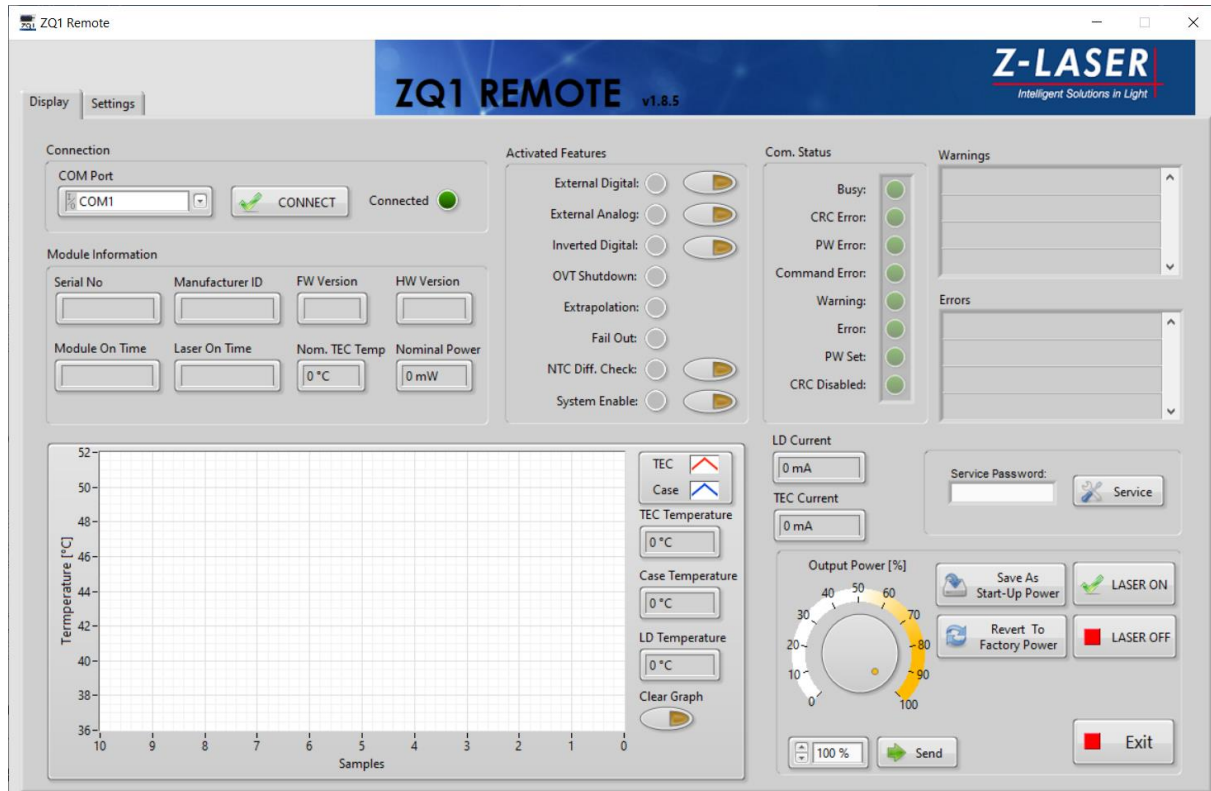 ZQ1 Remote
ZQ1 REMOTE v1.8.5
Z-LASER
Intelligent Solutions in Light
Display
Settings
Connection
COM Port
COM1
CONNECT
Connected
Module Information
Serial No
Manufacturer ID
FW Version
HW Version
Module On Time
Laser On Time
Nom. TEC Temp
Nominal Power
0 °C
0 mW
Activated Features
External Digital:
External Analog:
Inverted Digital:
OVT Shutdown:
Extrapolation:
Fail Out:
NTC Diff. Check:
System Enable:
Com. Status
Busy:
CRC Error:
PW Error:
Command Error:
Warning:
Error:
PW Set:
CRC Disabled:
Warnings
Errors
Termperature [°C]
52
50
48
46
44
42
40
38
36
10 9 8 7 6 5 4 3 2 1 0
Samples
TEC
Case
TEC Temperature
0 °C
Case Temperature
0 °C
LD Temperature
0 °C
Clear Graph
LD Current
0 mA
TEC Current
0 mA
Service Password:
Service
Output Power [%]
0 10 20 30 40 50 60 70 80 90 100
100 %
Send
Save As
Start-Up Power
Revert To
Factory Power
LASER ON
LASER OFF
Exit